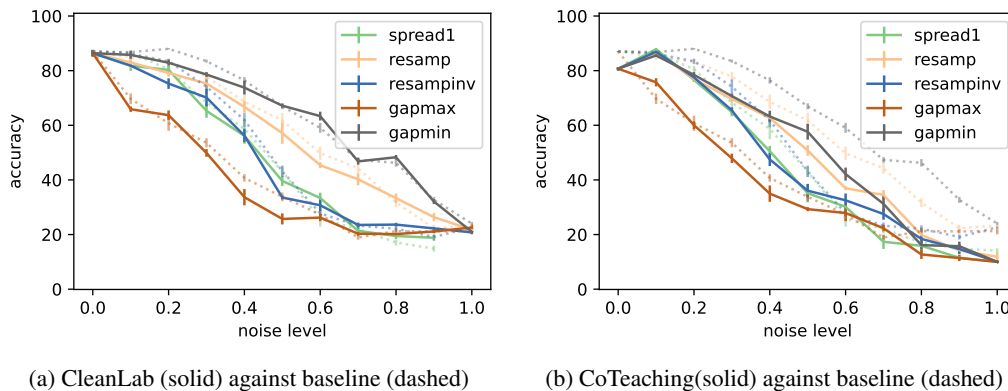 100
80
60
40
20
0
accuracy
0.0 0.2 0.4 0.6 0.8 1.0
noise level
spread1
resamp
resampinv
gapmax
gapmin
(a) CleanLab (solid) against baseline (dashed)
100
80
60
40
20
0
accuracy
0.0 0.2 0.4 0.6 0.8 1.0
noise level
spread1
resamp
resampinv
gapmax
gapmin
(b) CoTeaching(solid) against baseline (dashed)